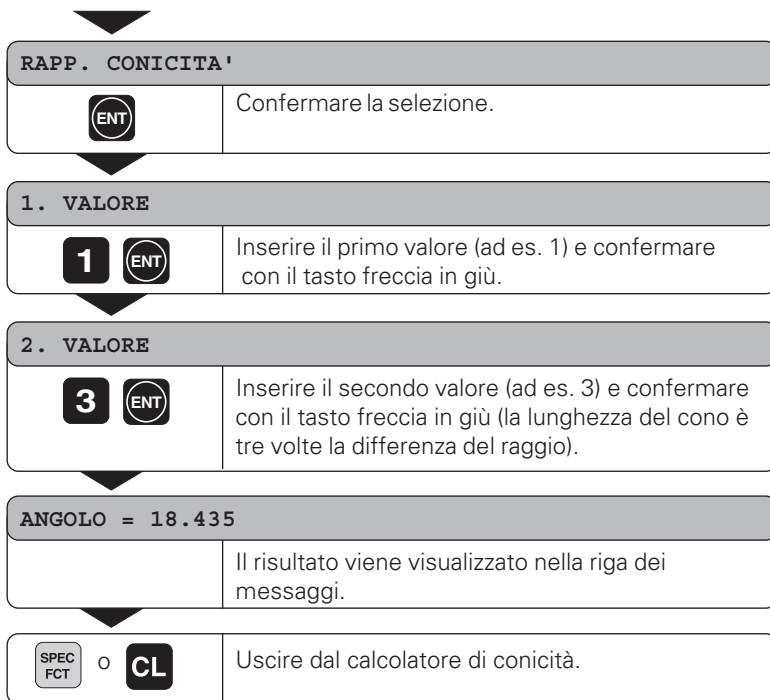 RAPP. CONICITA'
ENT
Confermare la selezione.
1. VALORE
1 ENT
Inserire il primo valore (ad es. 1) e confermare
con il tasto freccia in giù.
2. VALORE
3 ENT
Inserire il secondo valore (ad es. 3) e confermare
con il tasto freccia in giù (la lunghezza del cono è
tre volte la differenza del raggio).
ANGOLO = 18.435
Il risultato viene visualizzato nella riga dei
messaggi.
SPEC
FCT
o CL
Uscire dal calcolatore di conicità.